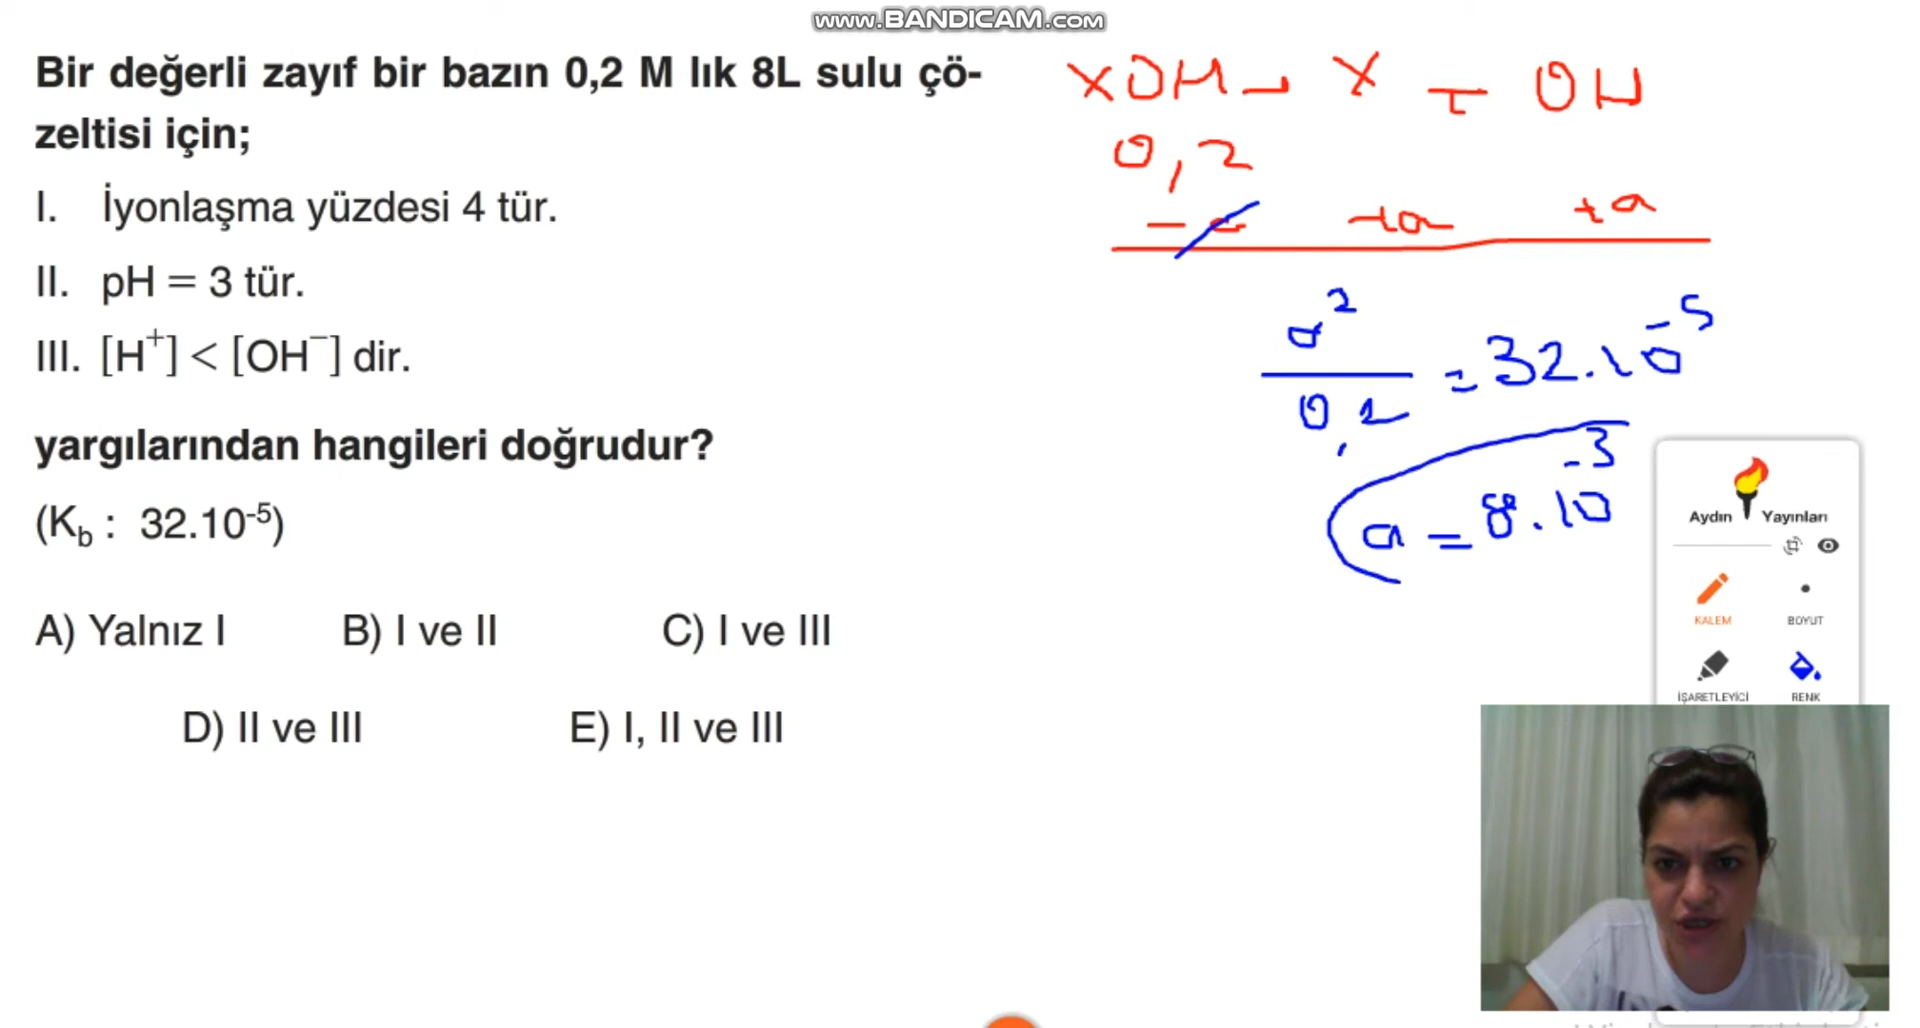 www.BANDICAM.com
Bir değerli zayıf bir bazın 0,2 M lık 8L sulu çö-
zeltisi için;
I. İyonlaşma yüzdesi 4 tür.
II. pH = 3 tür.
III. [H⁺] < [OH⁻] dir.
yargılarından hangileri doğrudur?
(K_b : 32.10⁻⁵)
A) Yalnız I B) I ve II C) I ve III
D) II ve III E) I, II ve III
XOH → X + OH
0,2
-a +a +a
a²
0,2
= 32.10⁻⁵
a = 8.10⁻³
Aydın Yayınları
KALEM BOYUT
İŞARETLEYİCİ RENK